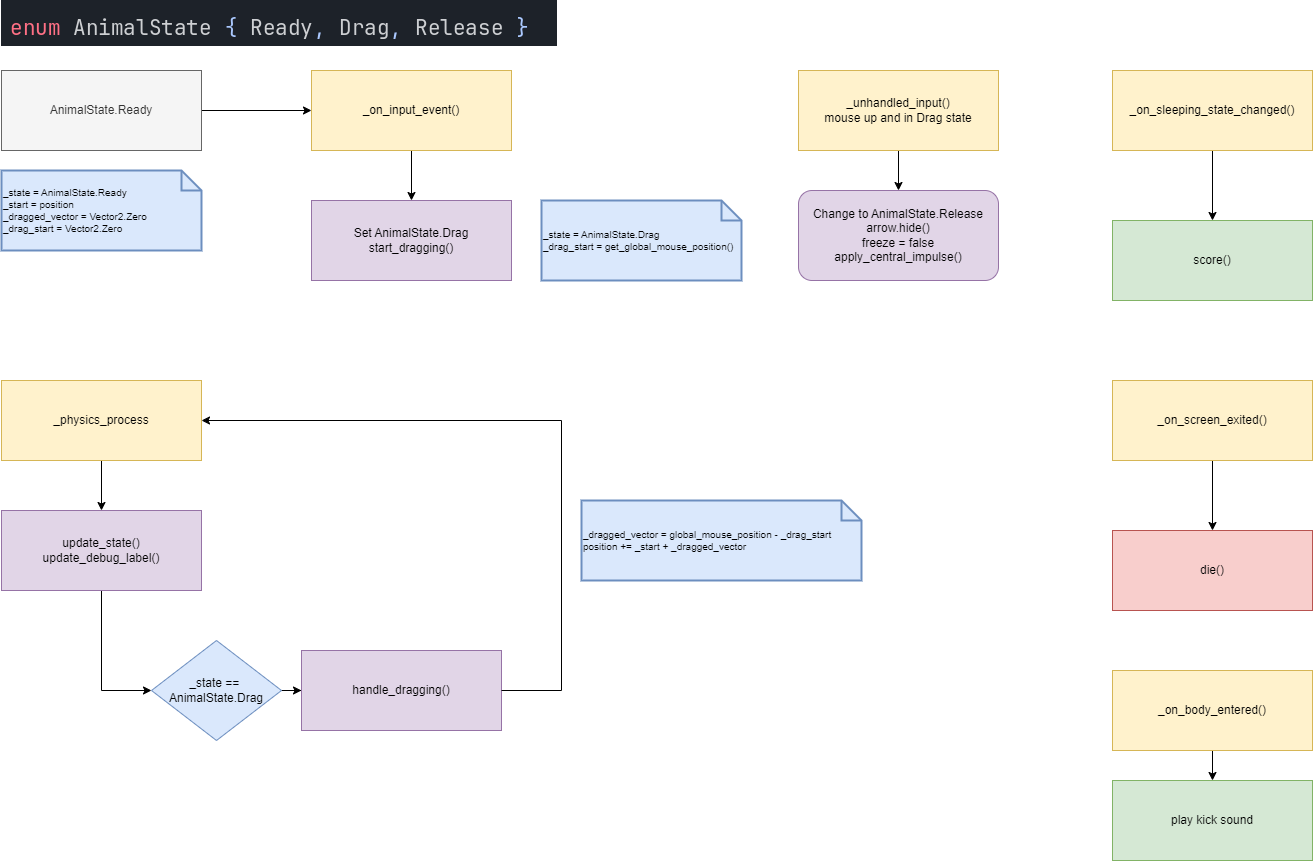 enum AnimalState { Ready, Drag, Release }
AnimalState.Ready
_on_input_event()
_unhandled_input()
mouse up and in Drag state
_on_sleeping_state_changed()
_state = AnimalState.Ready
_start = position
_dragged_vector = Vector2.Zero
_drag_start = Vector2.Zero
Set AnimalState.Drag
start_dragging()
_state = AnimalState.Drag
_drag_start = get_global_mouse_position()
Change to AnimalState.Release
arrow.hide()
freeze = false
apply_central_impulse()
score()
_physics_process
_on_screen_exited()
update_state()
update_debug_label()
_dragged_vector = global_mouse_position - _drag_start
position += _start + _dragged_vector
die()
_state ==
AnimalState.Drag
handle_dragging()
_on_body_entered()
play kick sound